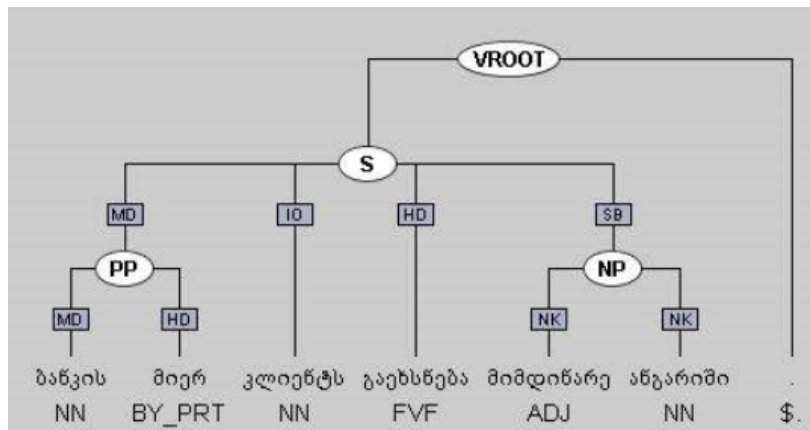 VROOT
S
MD IO HD SB
PP NP
MD HD NK NK
ბანკის მიერ კლიენტს გაეხსნება მიმდინარე ანგარიში .
NN BY_PRT NN FVF ADJ NN $.